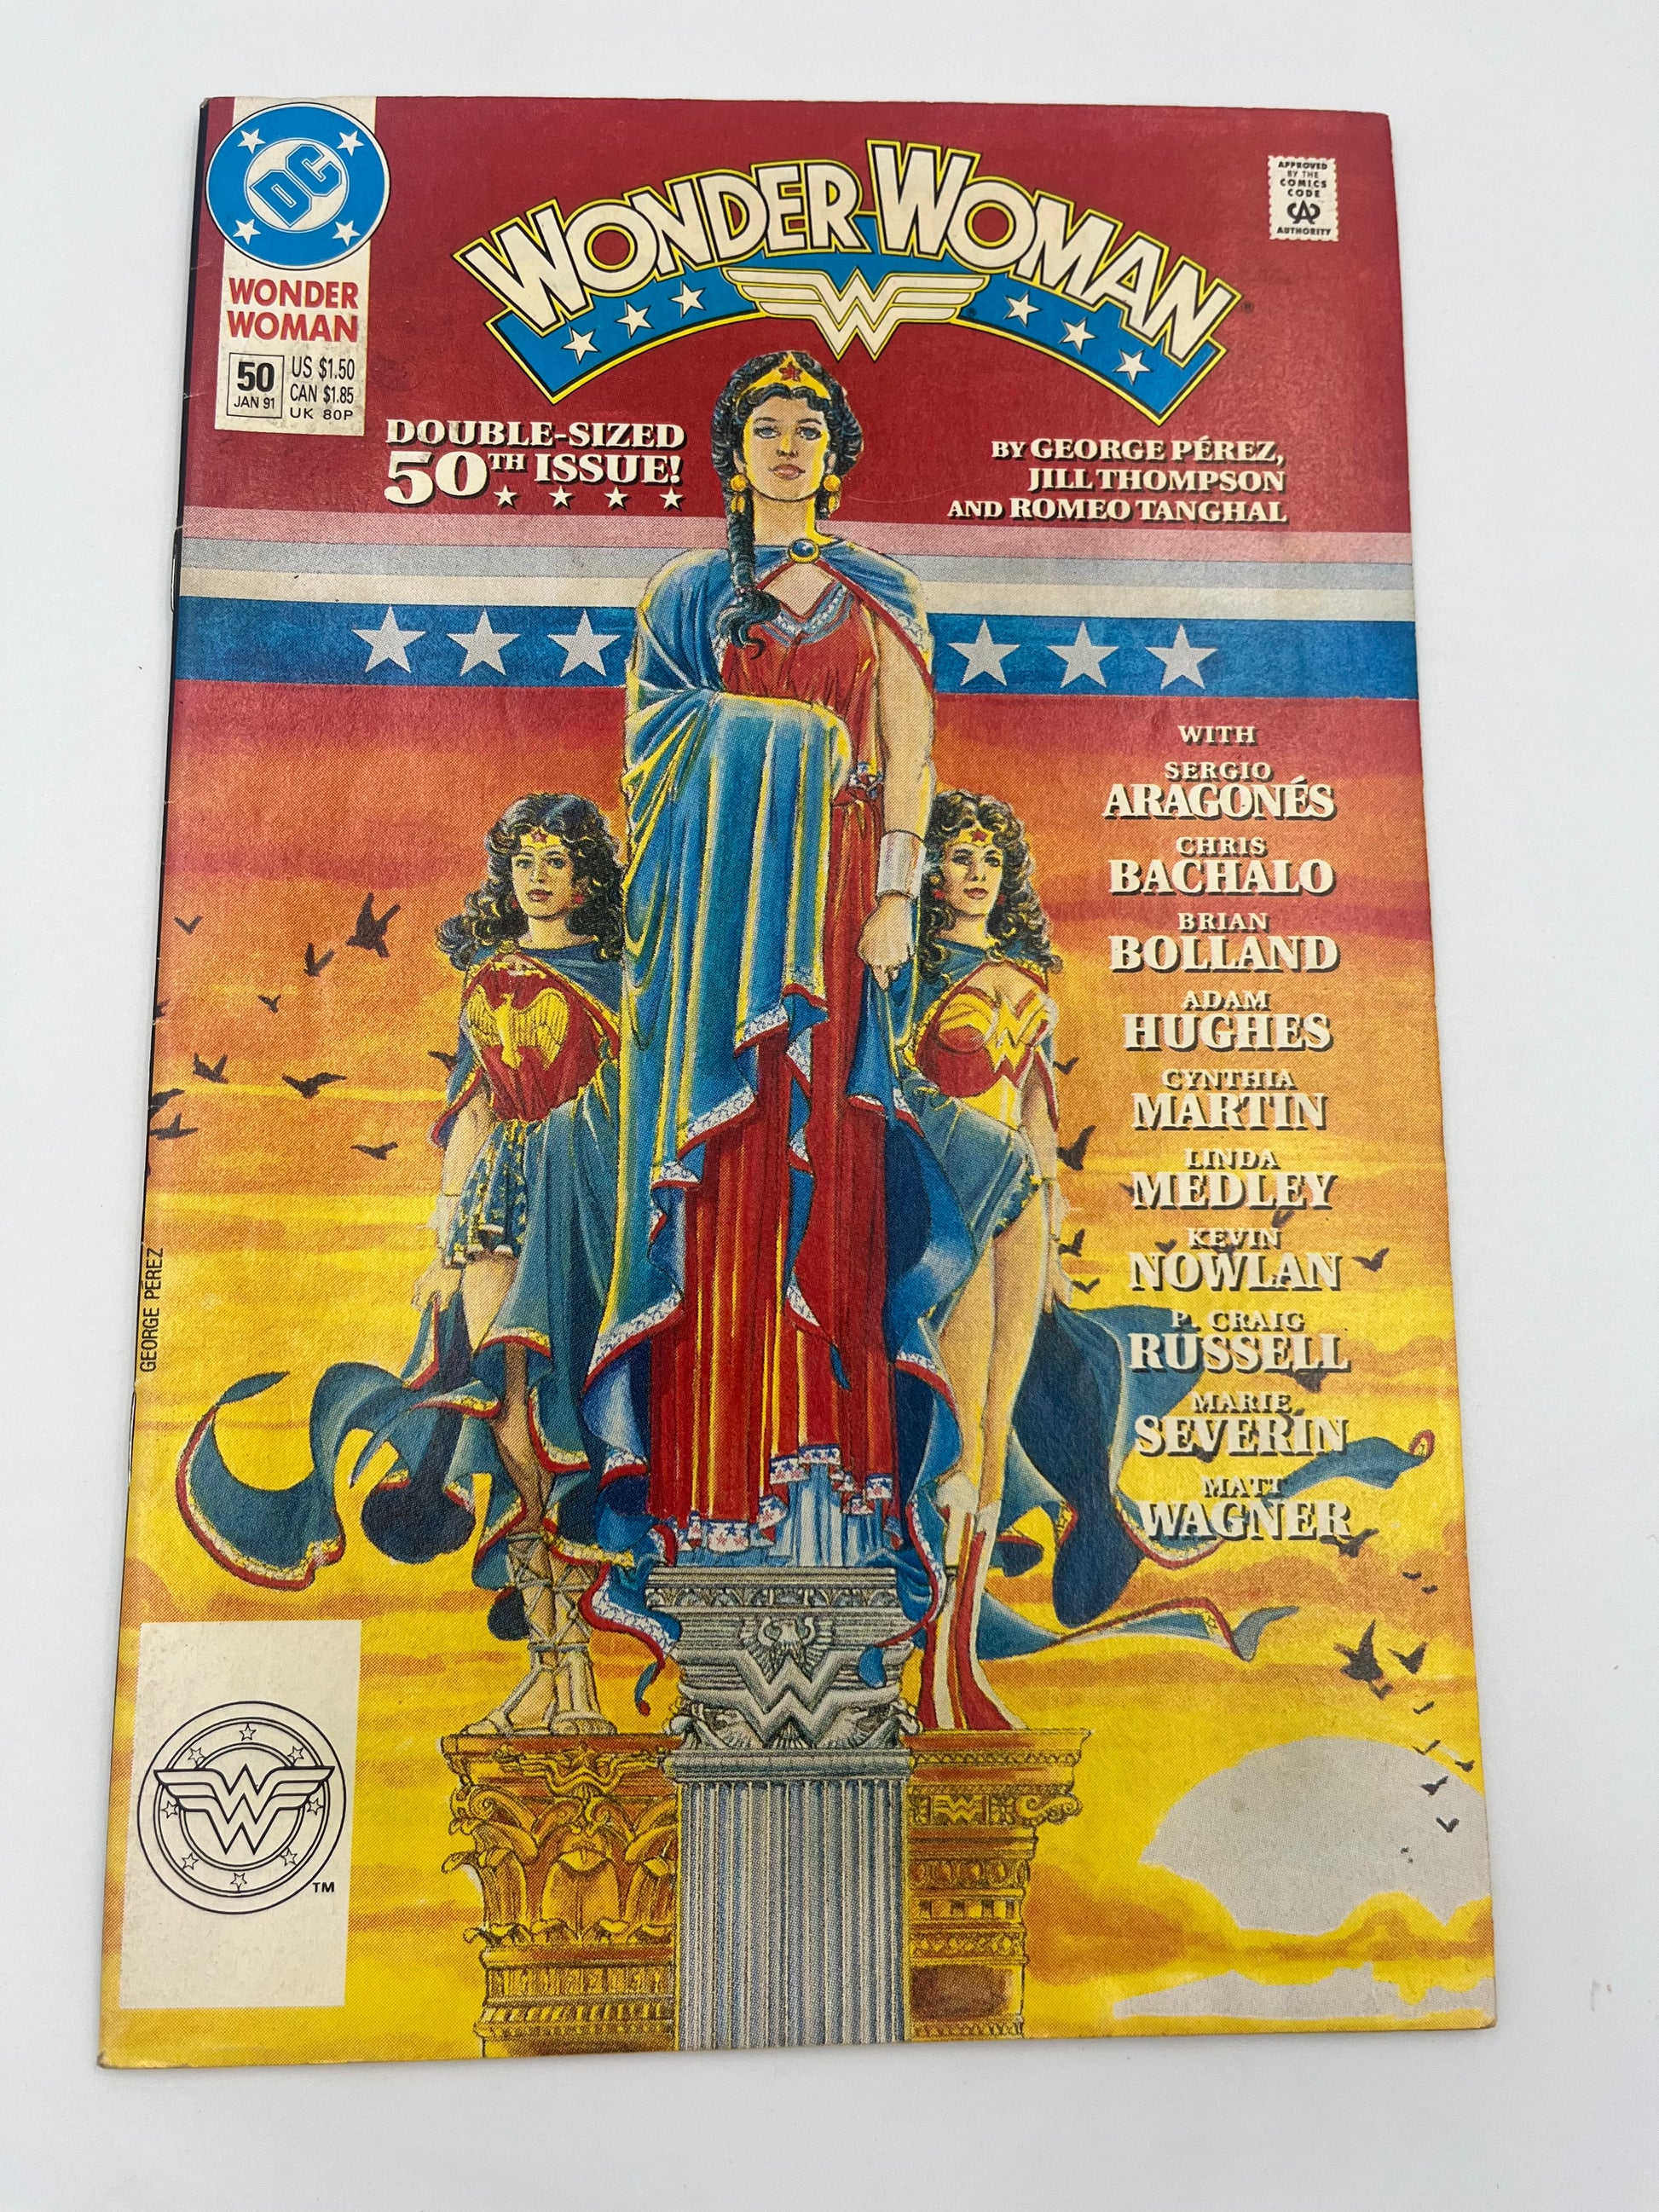 DC
WONDER
WOMAN
50
JAN 91
US $1.50
CAN $1.85
UK 80P
WONDER WOMAN
W
®
®
APPROVED
BY THE
COMICS
CODE
CA
AUTHORITY
DOUBLE-SIZED
50TH ISSUE!
BY GEORGE PÉREZ,
JILL THOMPSON
AND ROMEO TANGHAL
WITH
SERGIO
ARAGONÉS
CHRIS
BACHALO
BRIAN
BOLLAND
ADAM
HUGHES
CYNTHIA
MARTIN
LINDA
MEDLEY
KEVIN
NOWLAN
P. CRAIG
RUSSELL
MARIE
SEVERIN
MATT
WAGNER
GEORGE PÉREZ
W
TM